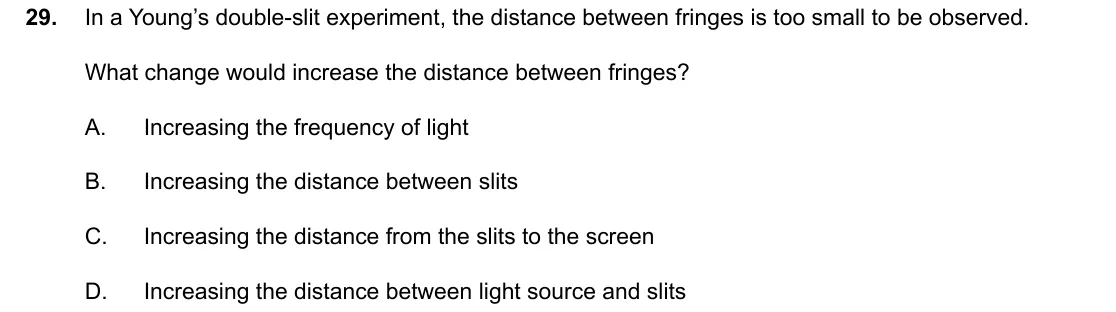 29. In a Young’s double-slit experiment, the distance between fringes is too small to be observed.
What change would increase the distance between fringes?
A. Increasing the frequency of light
B. Increasing the distance between slits
C. Increasing the distance from the slits to the screen
D. Increasing the distance between light source and slits